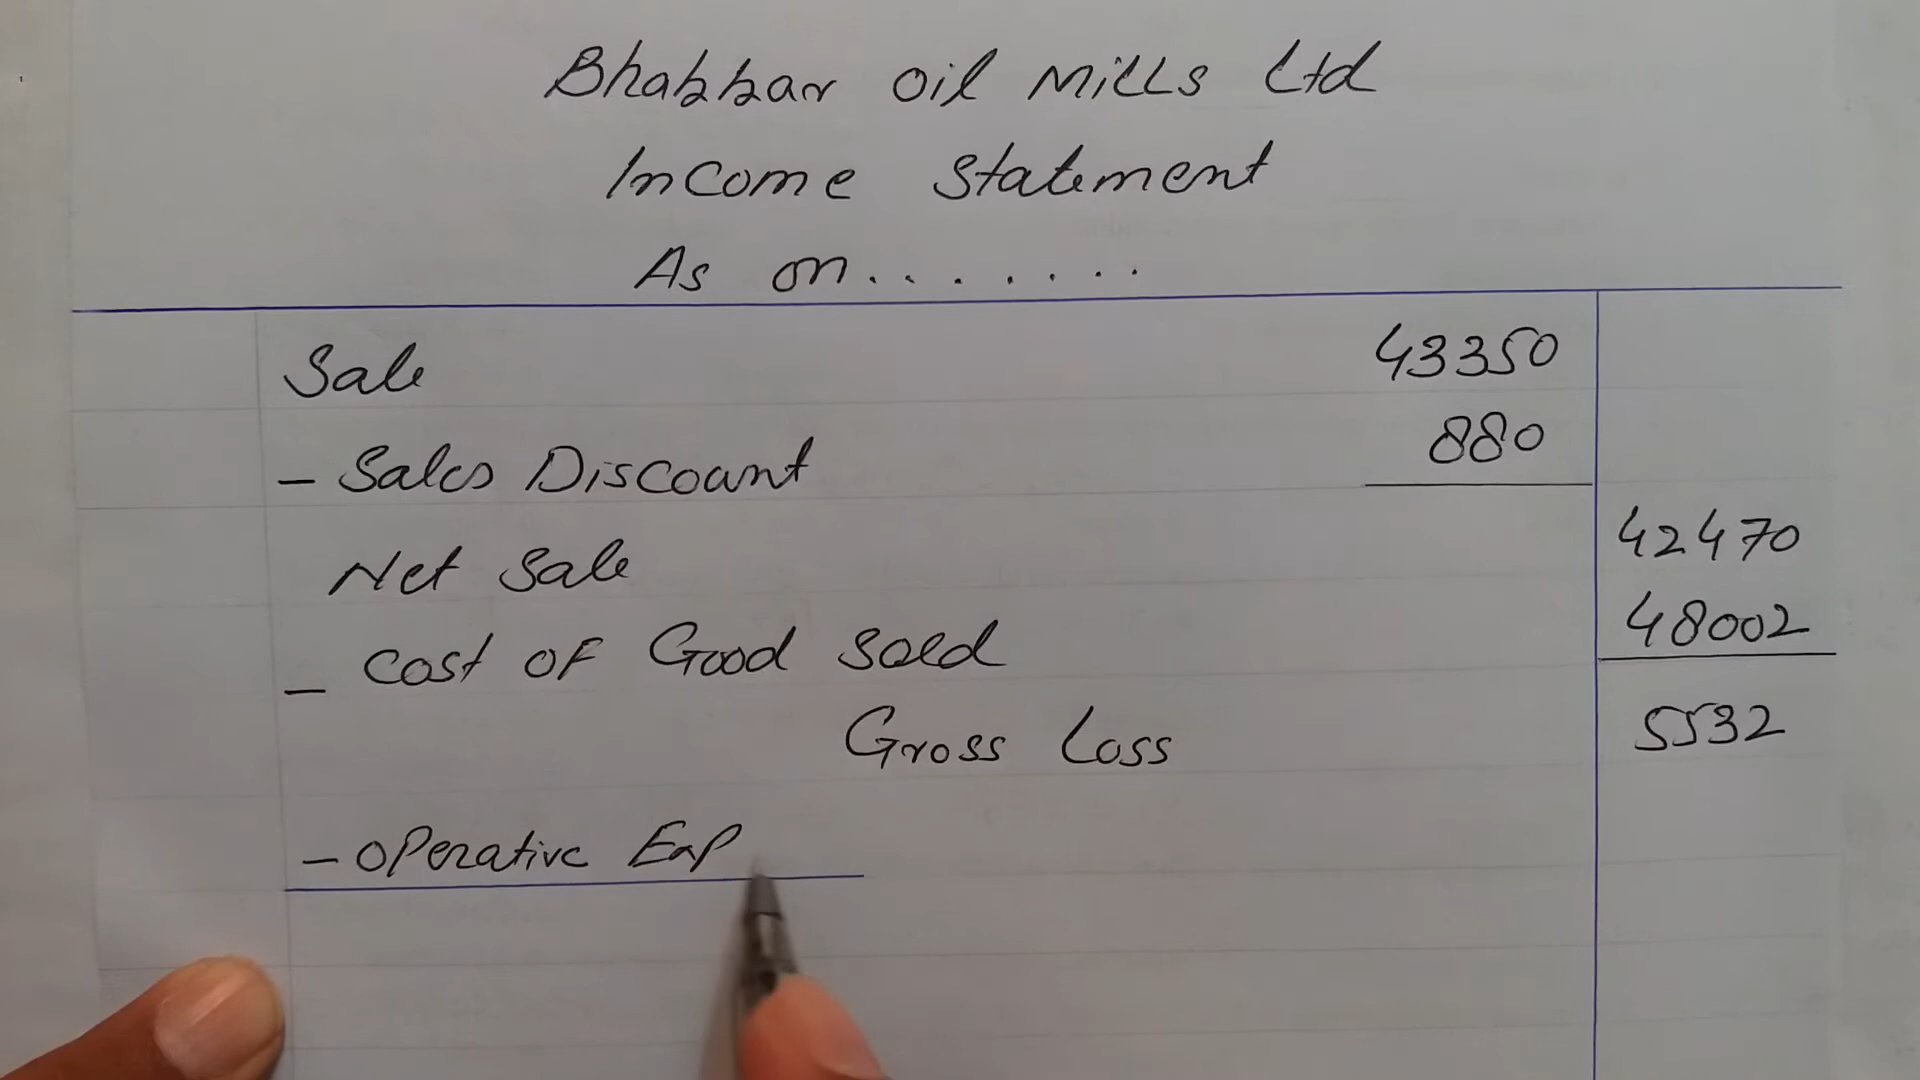 Bhabbar Oil Mills Ltd
Income Statement
As on........
Sale 43350
- Sales Discount 880
Net Sale 42470
- Cost of Good Sold 48002
Gross Loss 5532
- Operative Exp